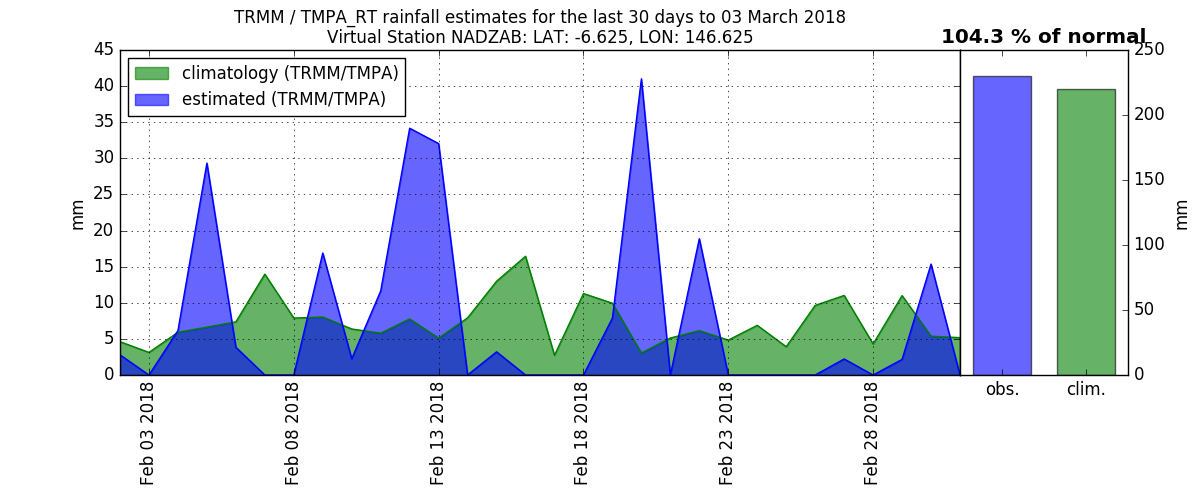 TRMM / TMPA_RT rainfall estimates for the last 30 days to 03 March 2018
Virtual Station NADZAB: LAT: -6.625, LON: 146.625
104.3 % of normal
climatology (TRMM/TMPA)
estimated (TRMM/TMPA)
45
40
35
30
25
20
15
10
5
0
mm
Feb 03 2018
Feb 08 2018
Feb 13 2018
Feb 18 2018
Feb 23 2018
Feb 28 2018
250
200
150
100
50
0
mm
obs.
clim.